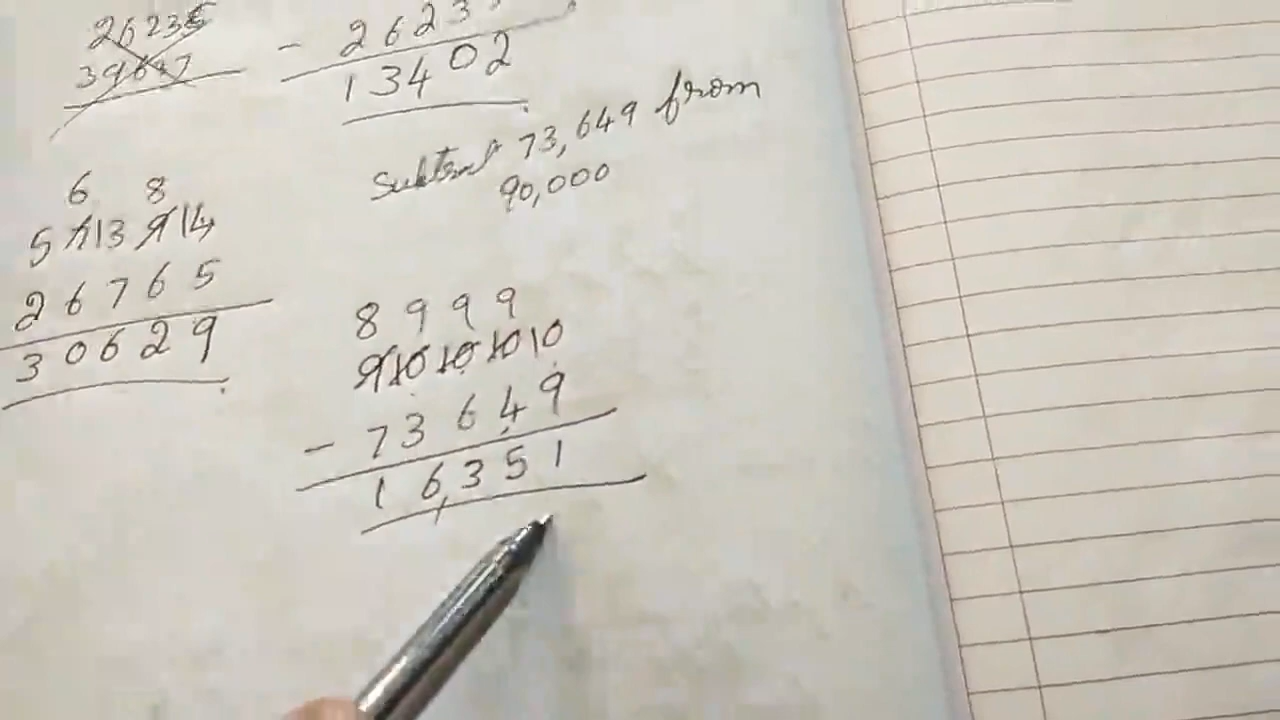 26235
39647
- 2623
13402
Subtract 73,649 from
90,000
6 8
5 7 13 9 14
2 6 7 6 5
3 0 6 2 9
8 9 9 9
9 10 10 10 10
- 7 3 6 4 9
1 6,3 5 1